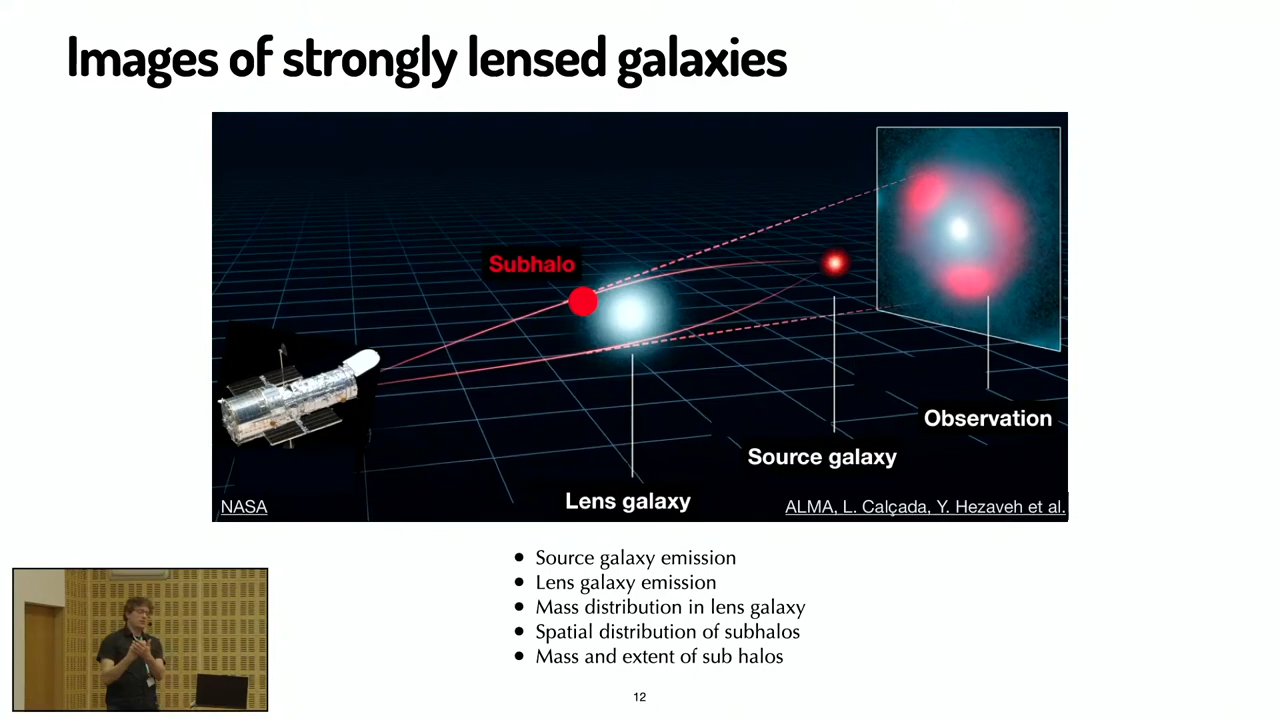 Images of strongly lensed galaxies
Subhalo
Observation
Source galaxy
Lens galaxy
NASA
ALMA, L. Calçada, Y. Hezaveh et al.
• Source galaxy emission
• Lens galaxy emission
• Mass distribution in lens galaxy
• Spatial distribution of subhalos
• Mass and extent of sub halos
12